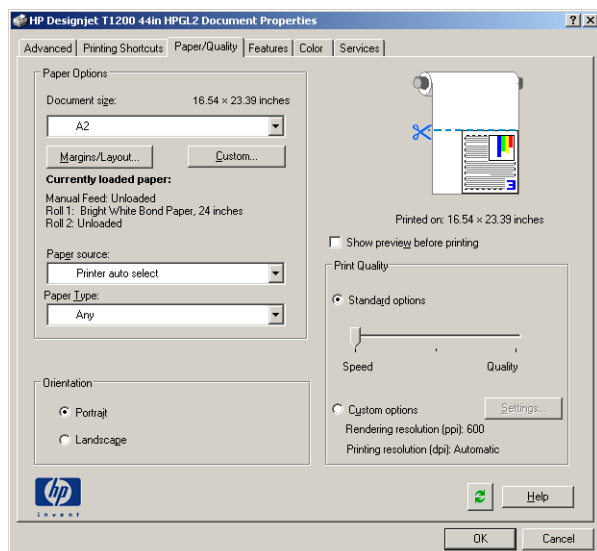 HP Designjet T1200 44in HPGL2 Document Properties
Advanced Printing Shortcuts Paper/Quality Features Color Services
Paper Options
Document size: 16.54 × 23.39 inches
A2
Margins/Layout... Custom...
Currently loaded paper:
Manual Feed: Unloaded
Roll 1: Bright White Bond Paper, 24 inches
Roll 2: Unloaded
Paper source:
Printer auto select
Paper Type:
Any
Orientation
Portrait
Landscape
3
Printed on: 16.54 × 23.39 inches
Show preview before printing
Print Quality
Standard options
Speed Quality
Custom options Settings...
Rendering resolution (ppi): 600
Printing resolution (dpi): Automatic
hp
invent
Help
OK Cancel